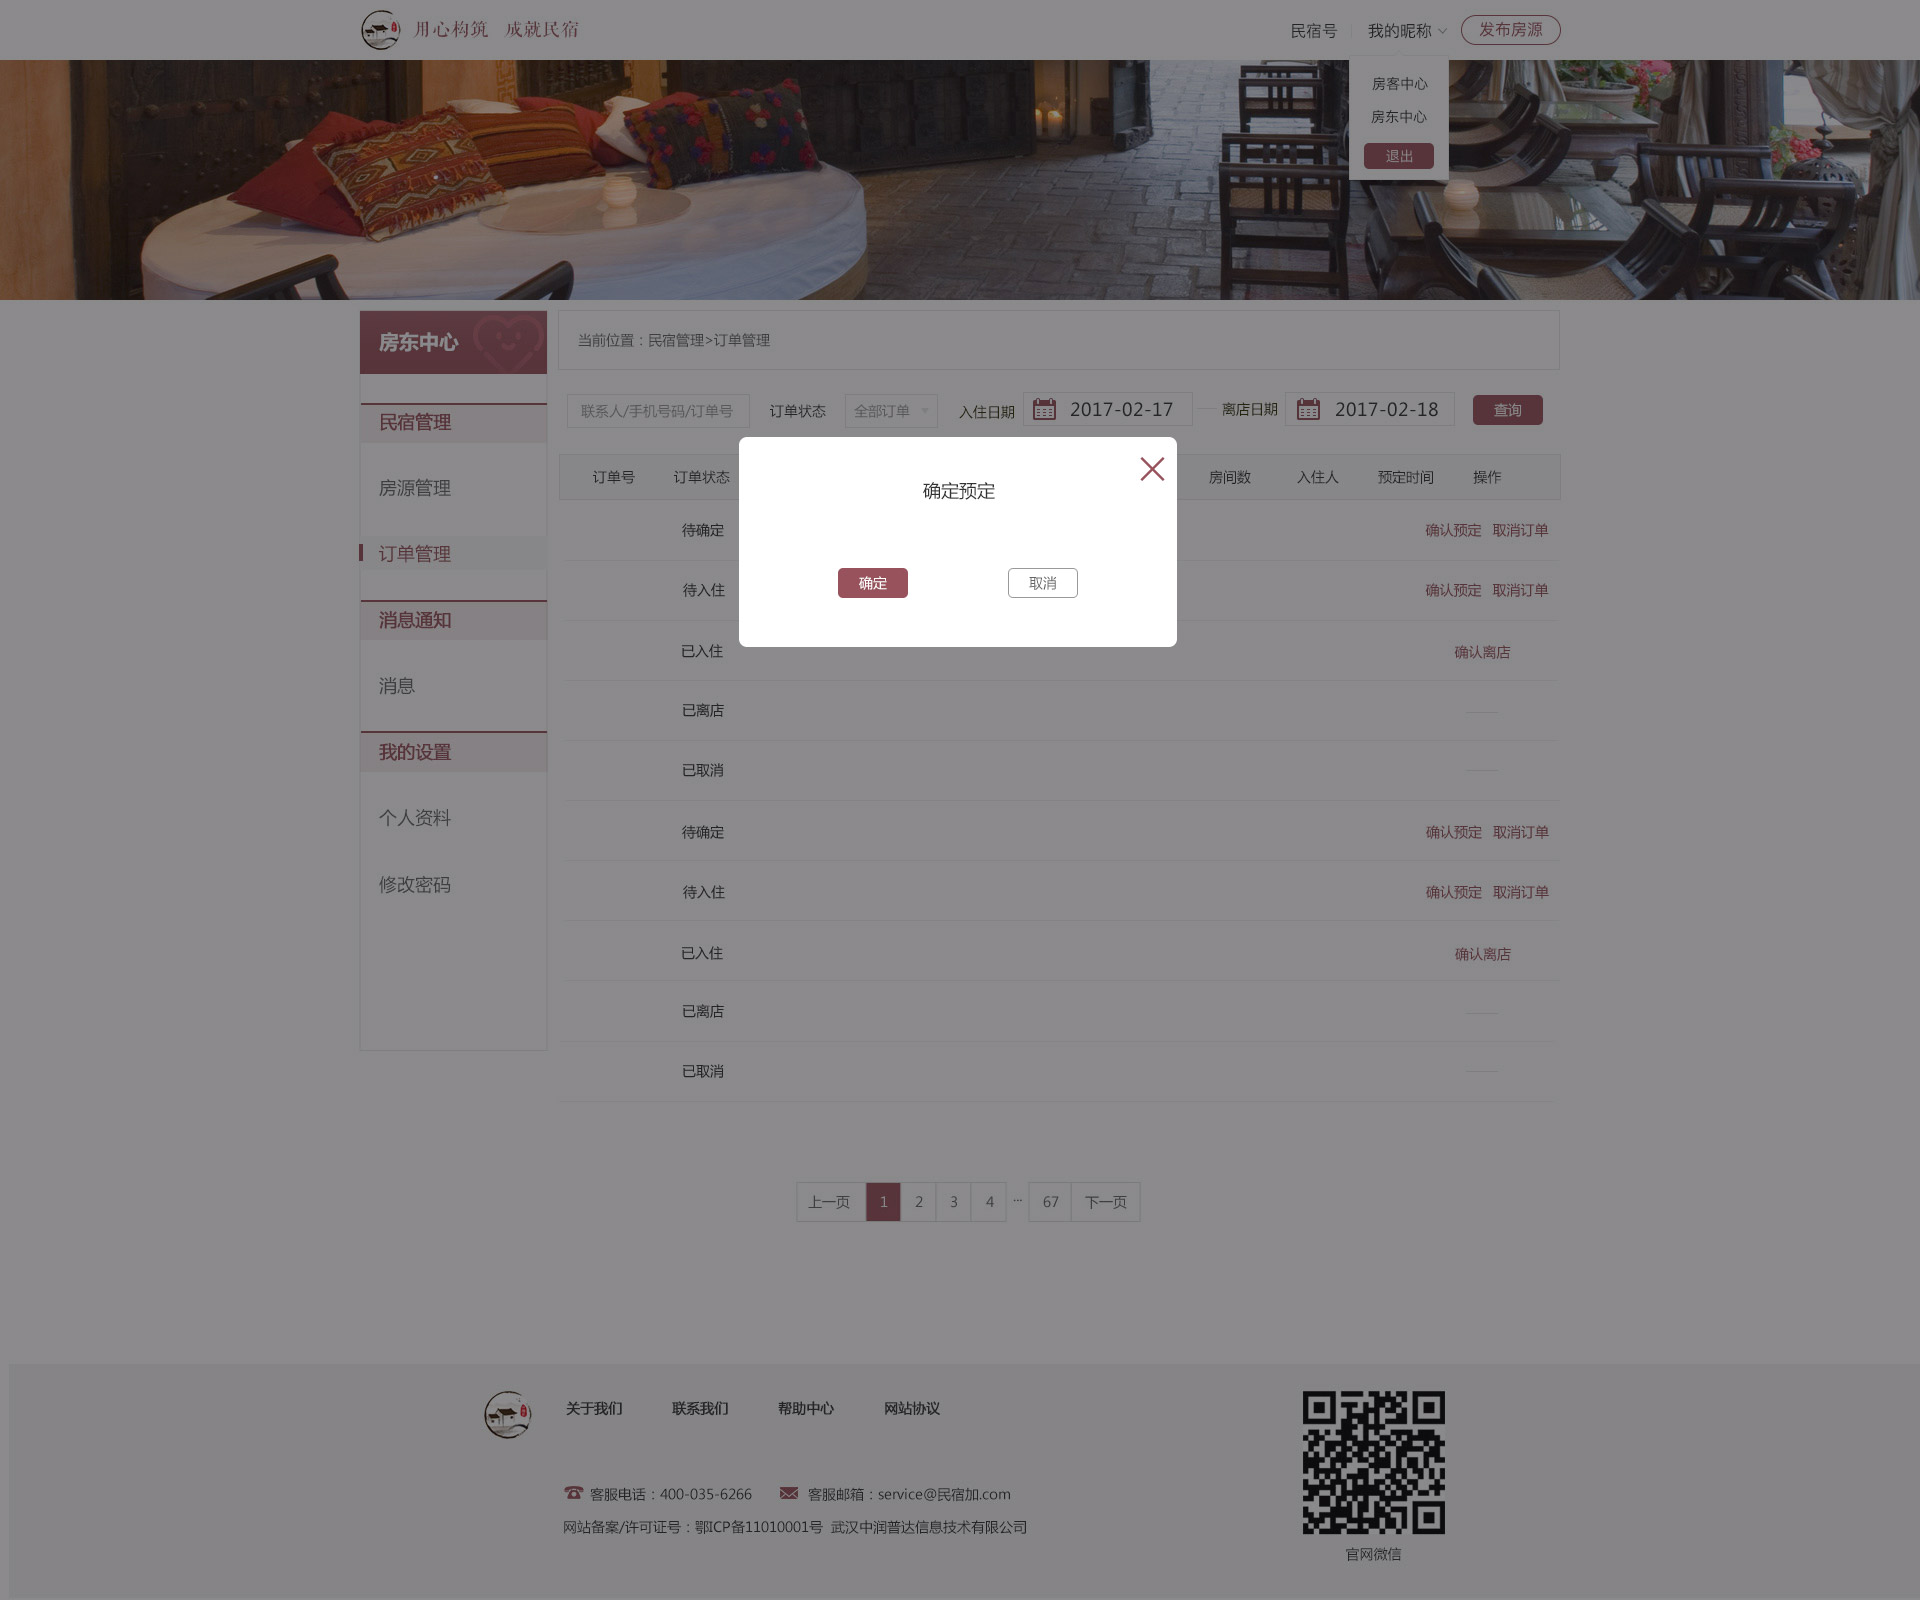 用心构筑 成就民宿
民宿号 我的昵称 发布房源
房客中心
房东中心
退出
房东中心
当前位置：民宿管理>订单管理
联系人/手机号码/订单号 订单状态 全部订单 入住日期 2017-02-17 离店日期 2017-02-18 查询
民宿管理
房源管理
订单管理
消息通知
消息
我的设置
个人资料
修改密码
订单号 订单状态 房间数 入住人 预定时间 操作
待确定 确认预定 取消订单
待入住 确认预定 取消订单
已入住 确认离店
已离店
已取消
待确定 确认预定 取消订单
待入住 确认预定 取消订单
已入住 确认离店
已离店
已取消
确定预定
确定 取消
上一页 1 2 3 4 ... 67 下一页
关于我们 联系我们 帮助中心 网站协议
客服电话：400-035-6266 客服邮箱：service@民宿加.com
网站备案/许可证号：鄂ICP备11010001号 武汉中润普达信息技术有限公司
官网微信